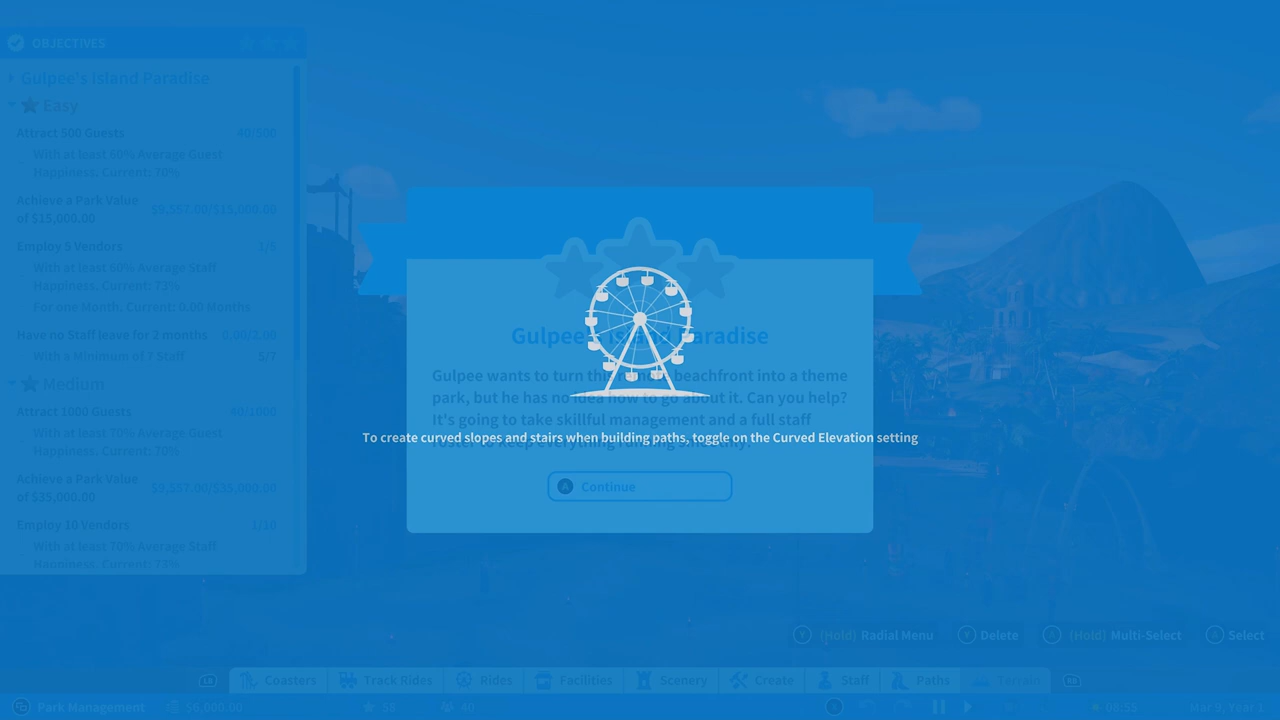 OBJECTIVES
Gulpee's Island Paradise
Easy
Attract 500 Guests 40/500
With at least 60% Average Guest
Happiness. Current: 70%
Achieve a Park Value
of $15,000.00 $9,557.00/$15,000.00
Employ 5 Vendors 1/5
With at least 60% Average Staff
Happiness. Current: 73%
For one Month. Current: 0.00 Months
Have no Staff leave for 2 months 0.00/2.00
With a Minimum of 7 Staff 5/7
Medium
Attract 1000 Guests 40/1000
With at least 70% Average Guest
Happiness. Current: 70%
Achieve a Park Value
of $35,000.00 $9,557.00/$35,000.00
Employ 10 Vendors 1/10
With at least 70% Average Staff
Happiness. Current: 73%
Gulpee's Island Paradise
Gulpee wants to turn this remote beachfront into a theme
park, but he has no idea how to go about it. Can you help?
It's going to take skillful management and a full staff
roster to keep everything running smoothly.
To create curved slopes and stairs when building paths, toggle on the Curved Elevation setting
A Continue
Y (Hold) Radial Menu Delete (Hold) Multi-Select Select
Coasters Track Rides Rides Facilities Scenery Create Staff Paths Terrain
Park Management $6,000.00 58 40 08:55 Mar 9, Year 1